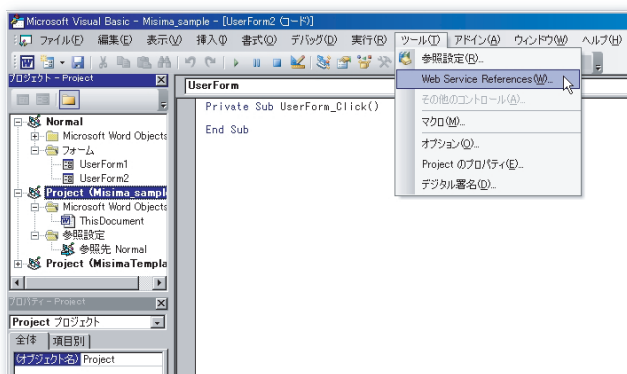 Microsoft Visual Basic - Misima_sample - [UserForm2 (コード)]
ファイル(F) 編集(E) 表示(V) 挿入(I) 書式(O) デバッグ(D) 実行(R) ツール(T) アドイン(A) ウィンドウ(W) ヘルプ(H)
参照設定(R)...
Web Service References(W)...
その他のコントロール(A)...
マクロ(M)...
オプション(O)...
Project のプロパティ(E)...
デジタル署名(D)...
プロジェクト - Project
Normal
Microsoft Word Objects
フォーム
UserForm1
UserForm2
Project (Misima_sampl
Microsoft Word Objects
ThisDocument
参照設定
参照先 Normal
Project (MisimaTempla
プロパティ - Project
Project プロジェクト
全体 項目別
(オブジェクト名) Project
UserForm
Private Sub UserForm_Click()
End Sub